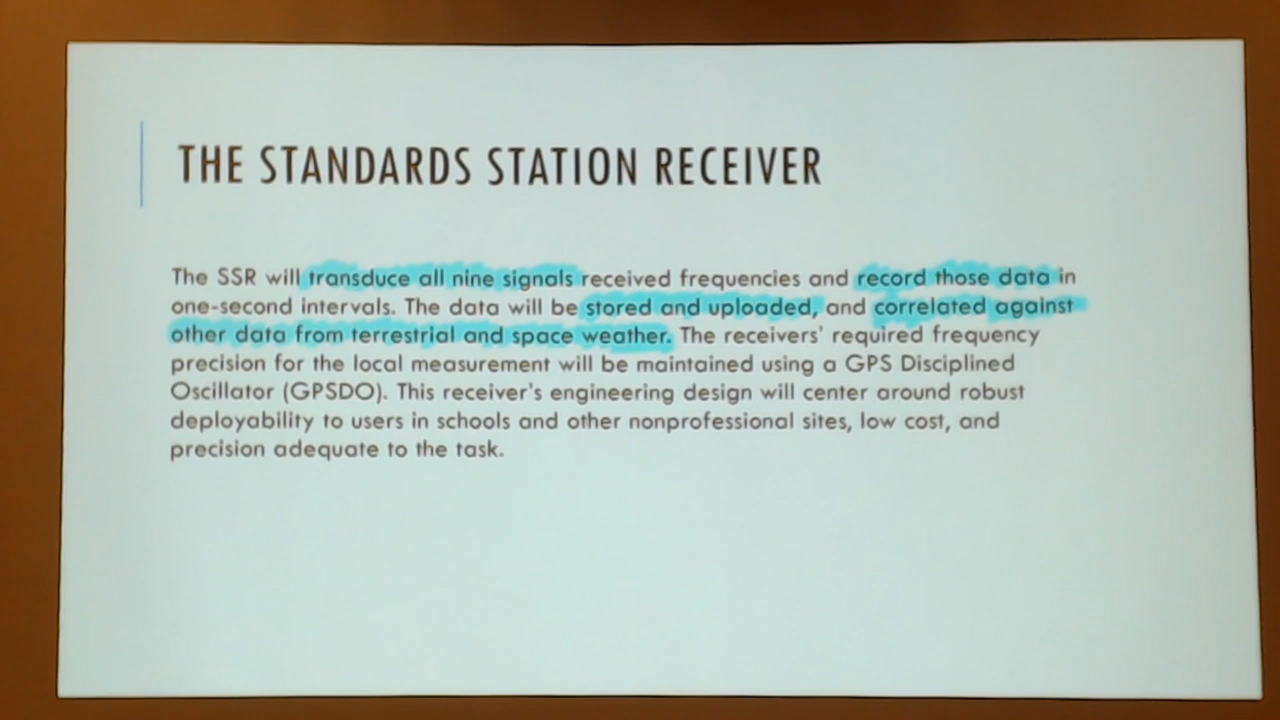 THE STANDARDS STATION RECEIVER
The SSR will transduce all nine signals received frequencies and record those data in
one-second intervals. The data will be stored and uploaded, and correlated against
other data from terrestrial and space weather. The receivers' required frequency
precision for the local measurement will be maintained using a GPS Disciplined
Oscillator (GPSDO). This receiver's engineering design will center around robust
deployability to users in schools and other nonprofessional sites, low cost, and
precision adequate to the task.